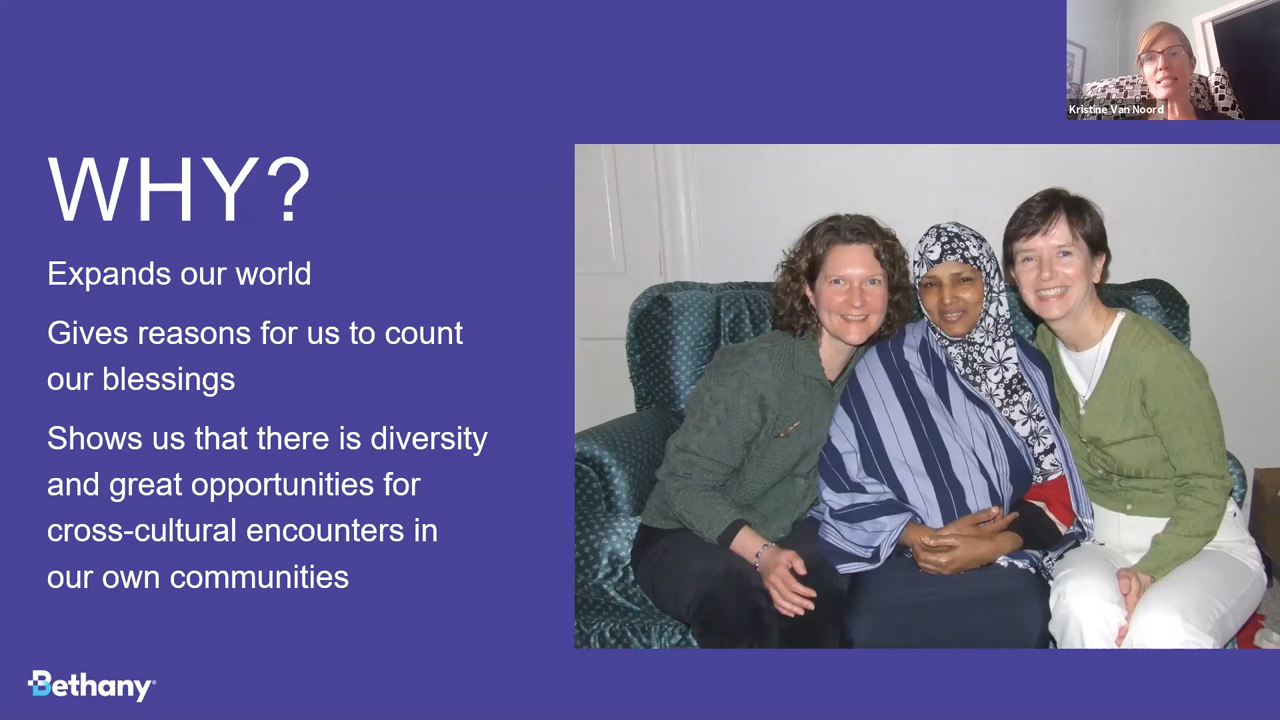 Kristine Van Noord
WHY?
Expands our world
Gives reasons for us to count
our blessings
Shows us that there is diversity
and great opportunities for
cross-cultural encounters in
our own communities
Bethany®